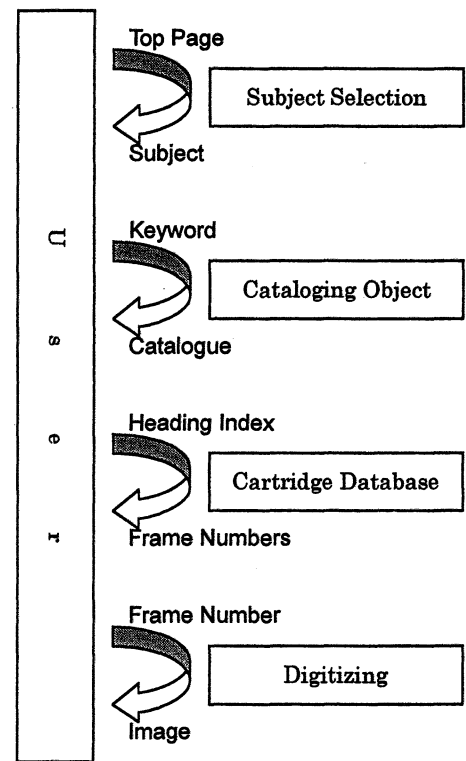 User
Top Page
Subject Selection
Subject
Keyword
Cataloging Object
Catalogue
Heading Index
Cartridge Database
Frame Numbers
Frame Number
Digitizing
Image